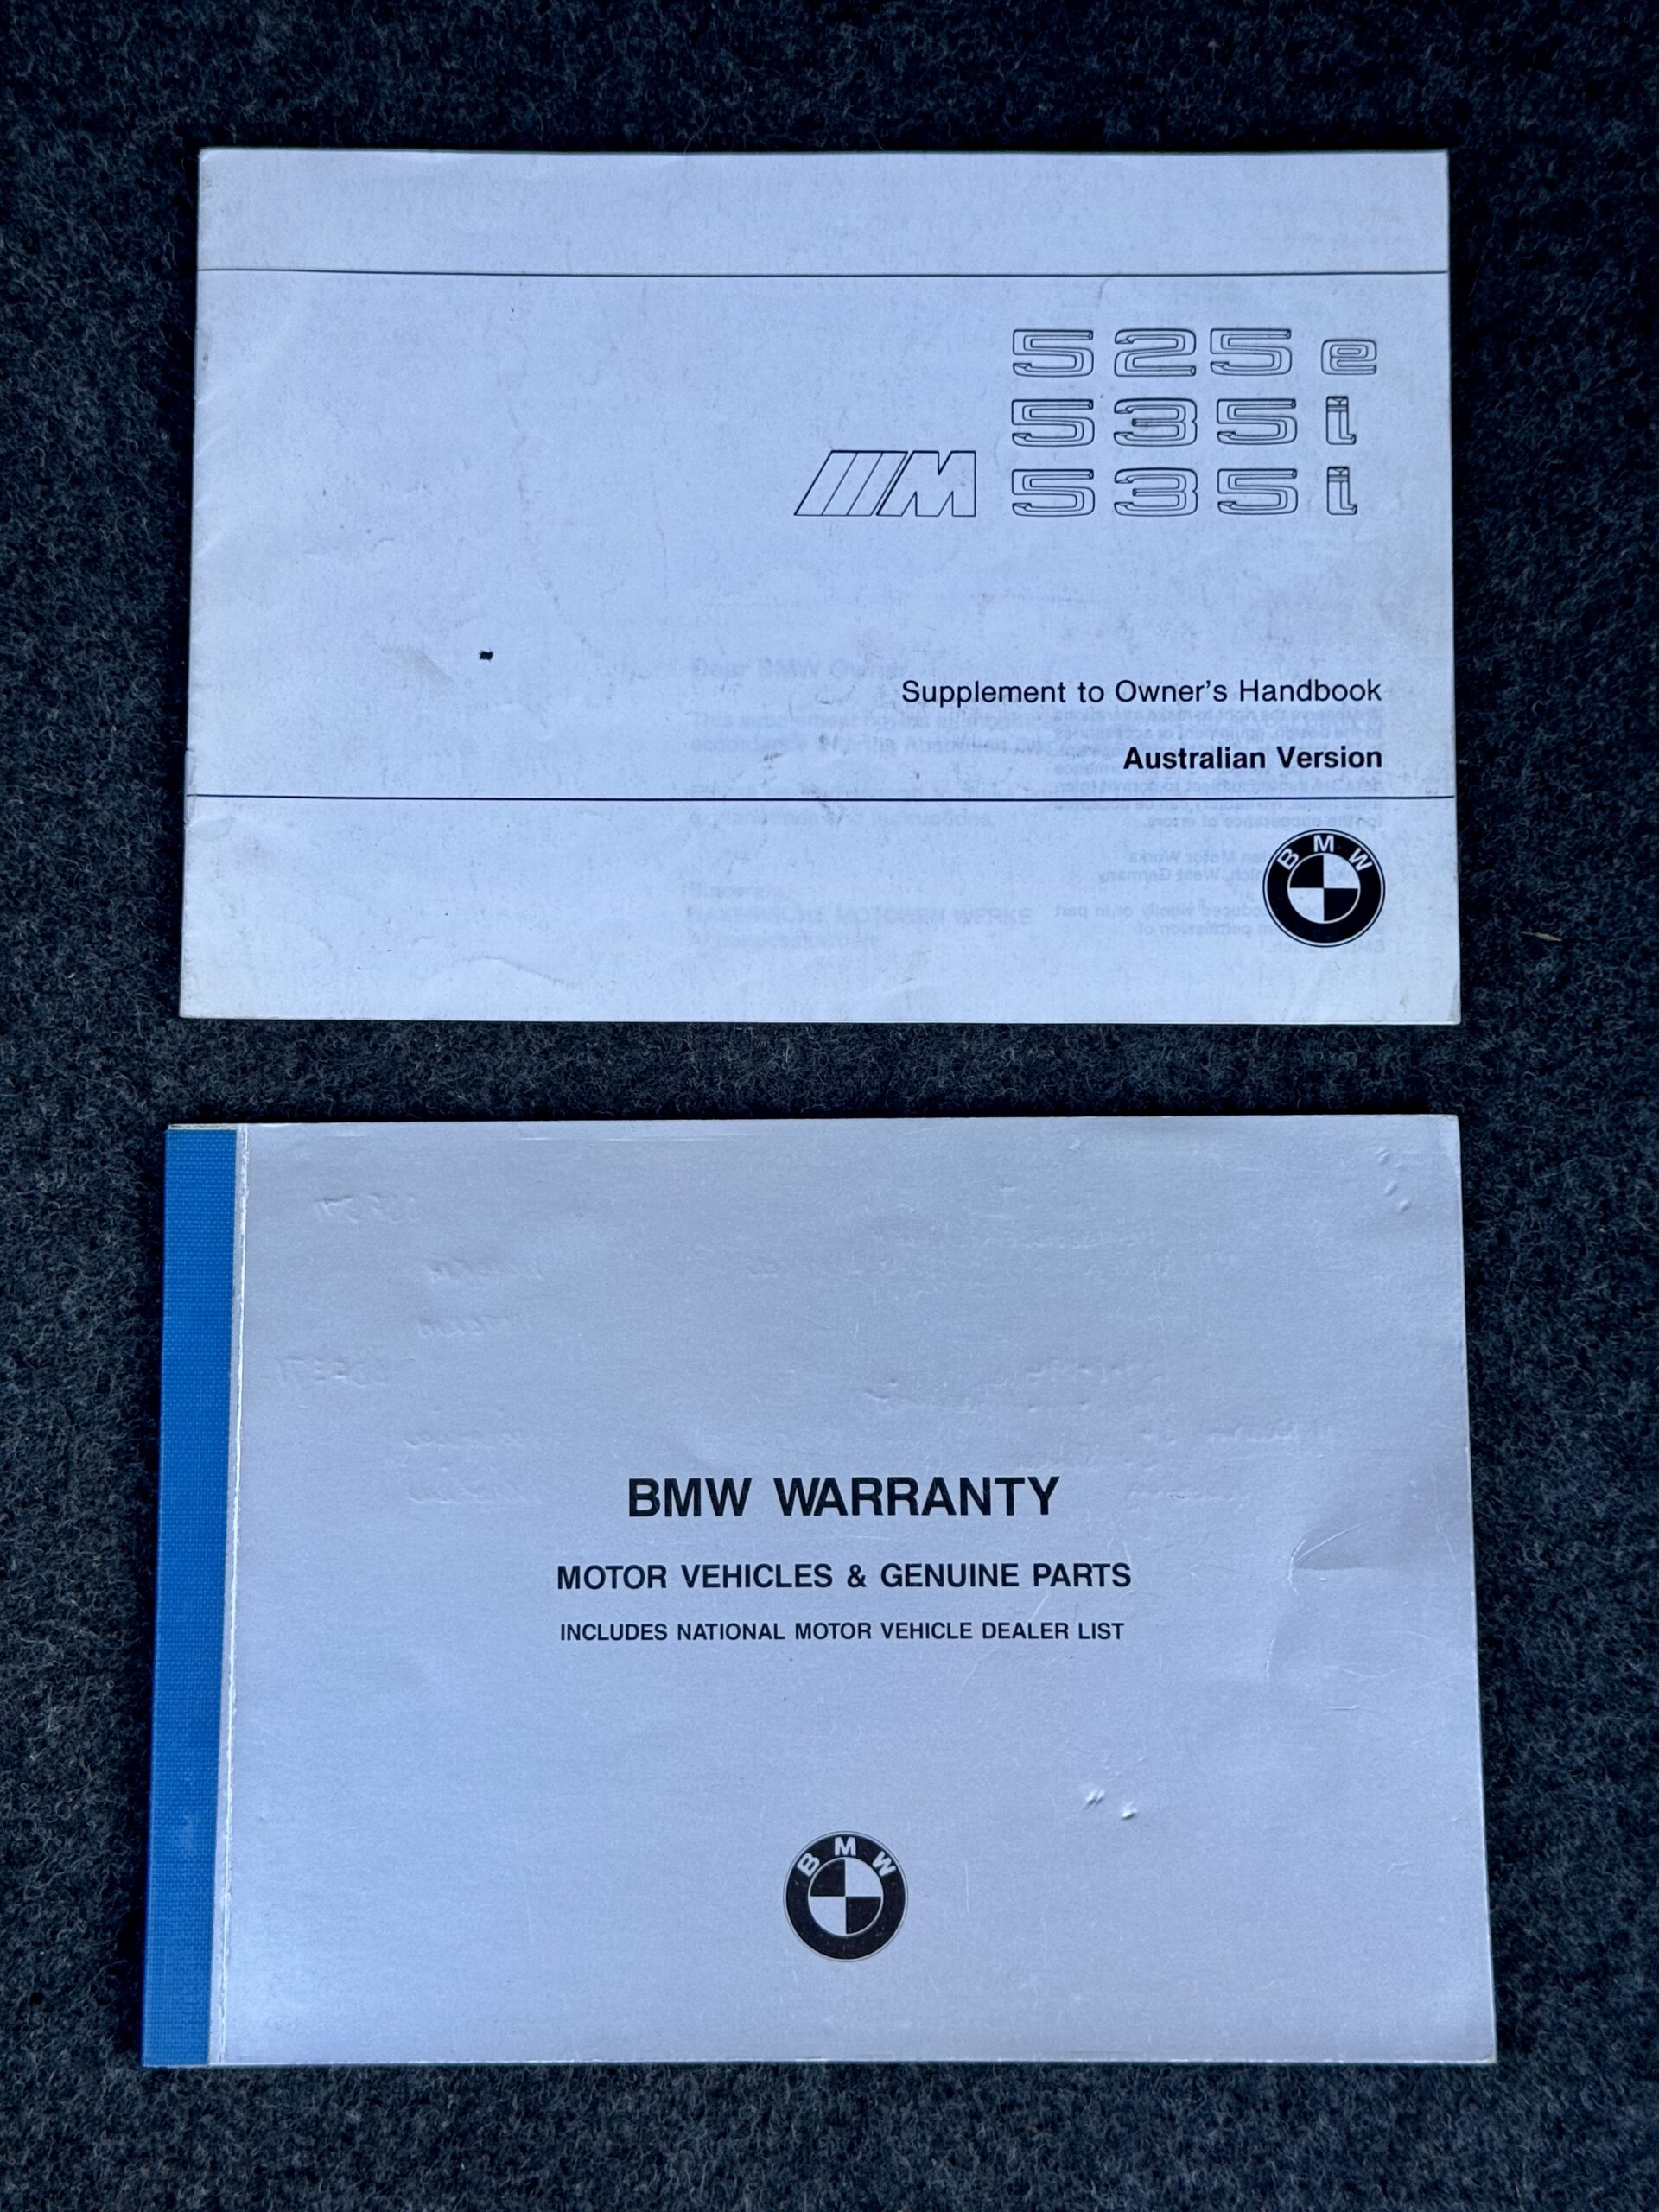 525e
535i
M 535i
Supplement to Owner's Handbook
Australian Version
BMW
BMW WARRANTY
MOTOR VEHICLES & GENUINE PARTS
INCLUDES NATIONAL MOTOR VEHICLE DEALER LIST
BMW